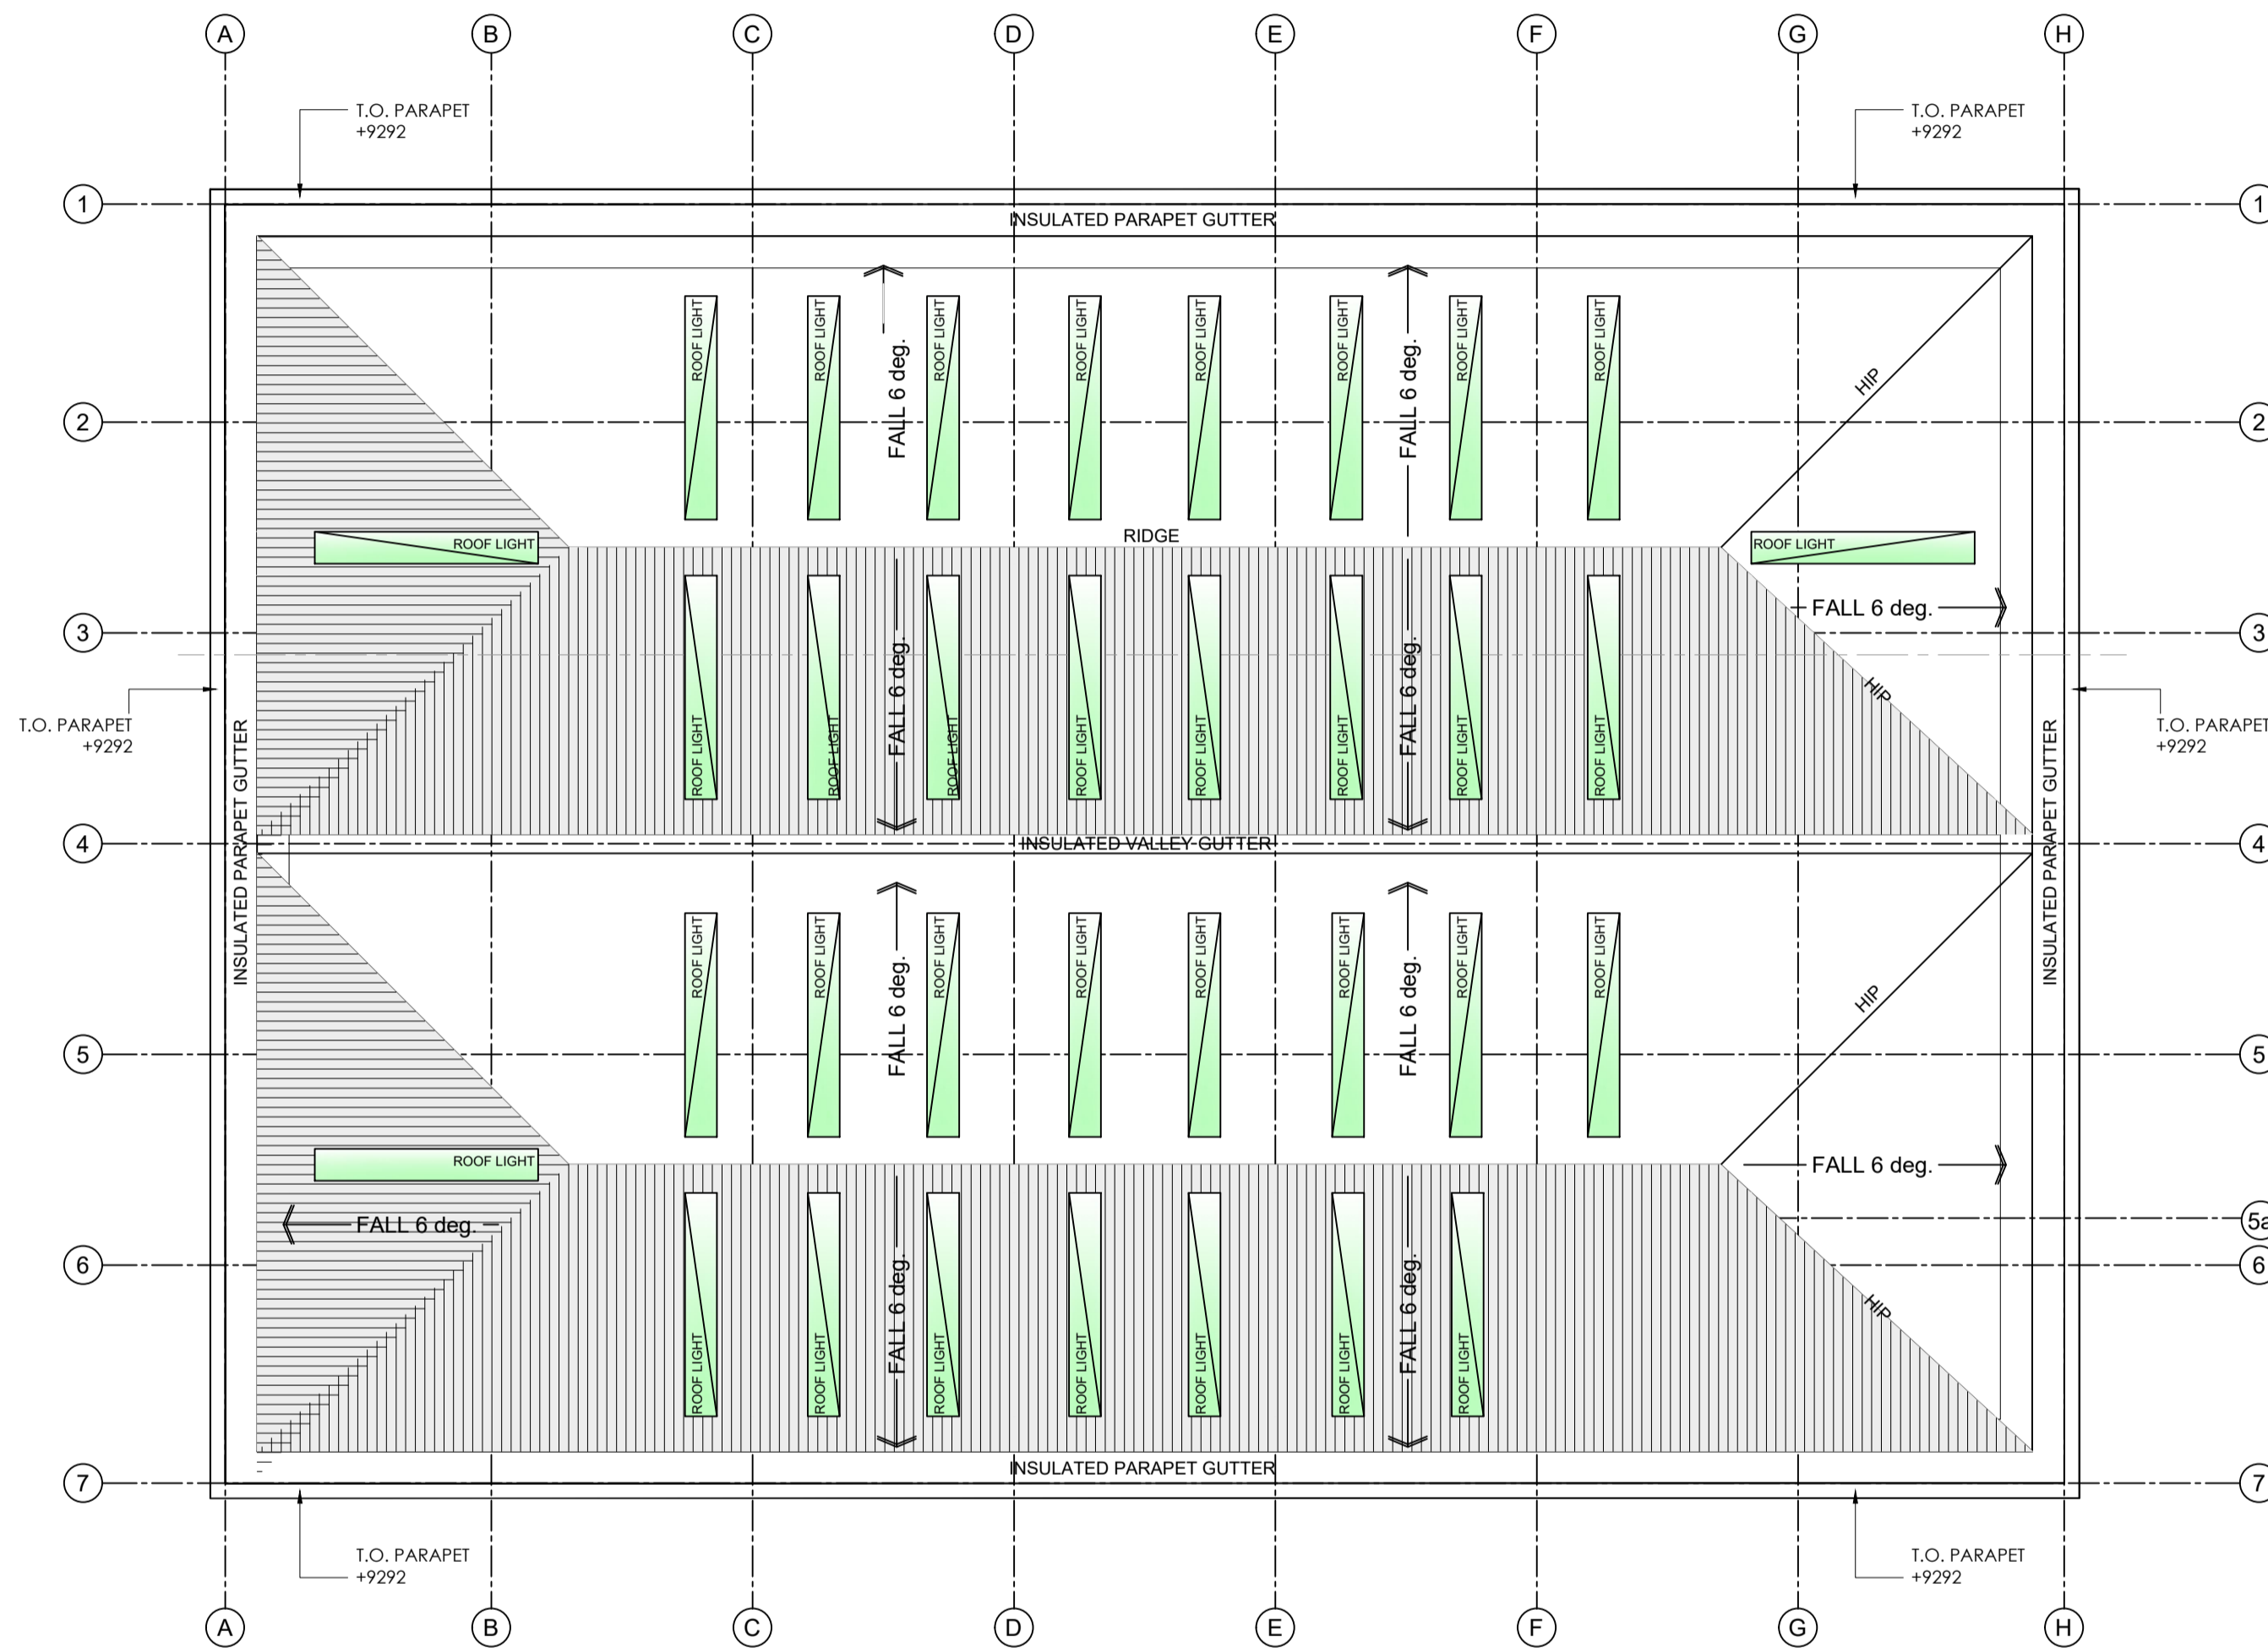 A B C D E F G H
T.O. PARAPET
+9292
T.O. PARAPET
+9292
1 1
INSULATED PARAPET GUTTER
ROOF LIGHT
ROOF LIGHT
FALL 6 deg.
ROOF LIGHT
ROOF LIGHT
ROOF LIGHT
ROOF LIGHT
FALL 6 deg.
ROOF LIGHT
ROOF LIGHT
HIP
2 2
RIDGE
ROOF LIGHT
ROOF LIGHT
FALL 6 deg.
3 3
ROOF LIGHT
ROOF LIGHT
FALL 6 deg.
ROOF LIGHT
ROOF LIGHT
ROOF LIGHT
ROOF LIGHT
FALL 6 deg.
ROOF LIGHT
ROOF LIGHT
HIP
T.O. PARAPET
+9292
T.O. PARAPET
+9292
INSULATED PARAPET GUTTER
INSULATED PARAPET GUTTER
4 4
INSULATED VALLEY GUTTER
ROOF LIGHT
ROOF LIGHT
FALL 6 deg.
ROOF LIGHT
ROOF LIGHT
ROOF LIGHT
ROOF LIGHT
FALL 6 deg.
ROOF LIGHT
ROOF LIGHT
HIP
5 5
ROOF LIGHT
FALL 6 deg.
FALL 6 deg.
5a
6 6
ROOF LIGHT
ROOF LIGHT
FALL 6 deg.
ROOF LIGHT
ROOF LIGHT
ROOF LIGHT
ROOF LIGHT
FALL 6 deg.
ROOF LIGHT
HIP
INSULATED PARAPET GUTTER
7 7
T.O. PARAPET
+9292
T.O. PARAPET
+9292
A B C D E F G H